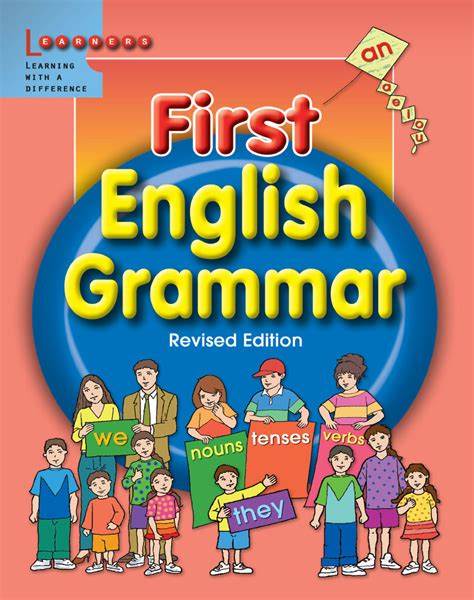 LEARNERS
LEARNING
WITH A
DIFFERENCE
an
a e i o u
First
English
Grammar
Revised Edition
we
nouns
tenses
verbs
they